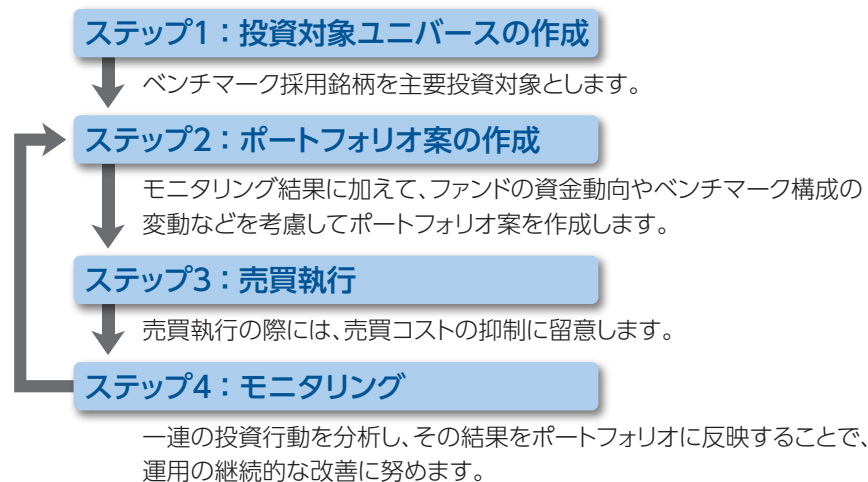 ステップ1：投資対象ユニバースの作成
ベンチマーク採用銘柄を主要投資対象とします。
ステップ2：ポートフォリオ案の作成
モニタリング結果に加えて、ファンドの資金動向やベンチマーク構成の
変動などを考慮してポートフォリオ案を作成します。
ステップ3：売買執行
売買執行の際には、売買コストの抑制に留意します。
ステップ4：モニタリング
一連の投資行動を分析し、その結果をポートフォリオに反映することで、
運用の継続的な改善に努めます。